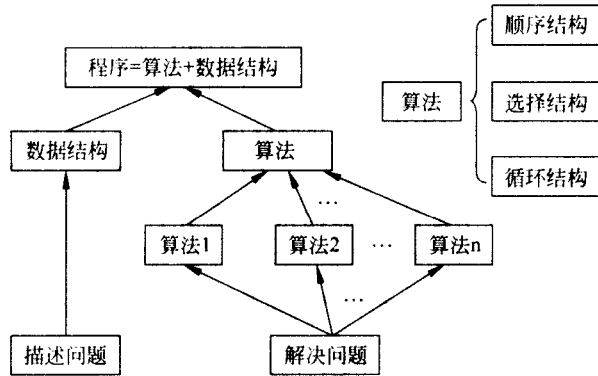 程序=算法+数据结构
数据结构
算法
…
算法1
算法2
…
算法n
…
描述问题
解决问题
算法
顺序结构
选择结构
循环结构